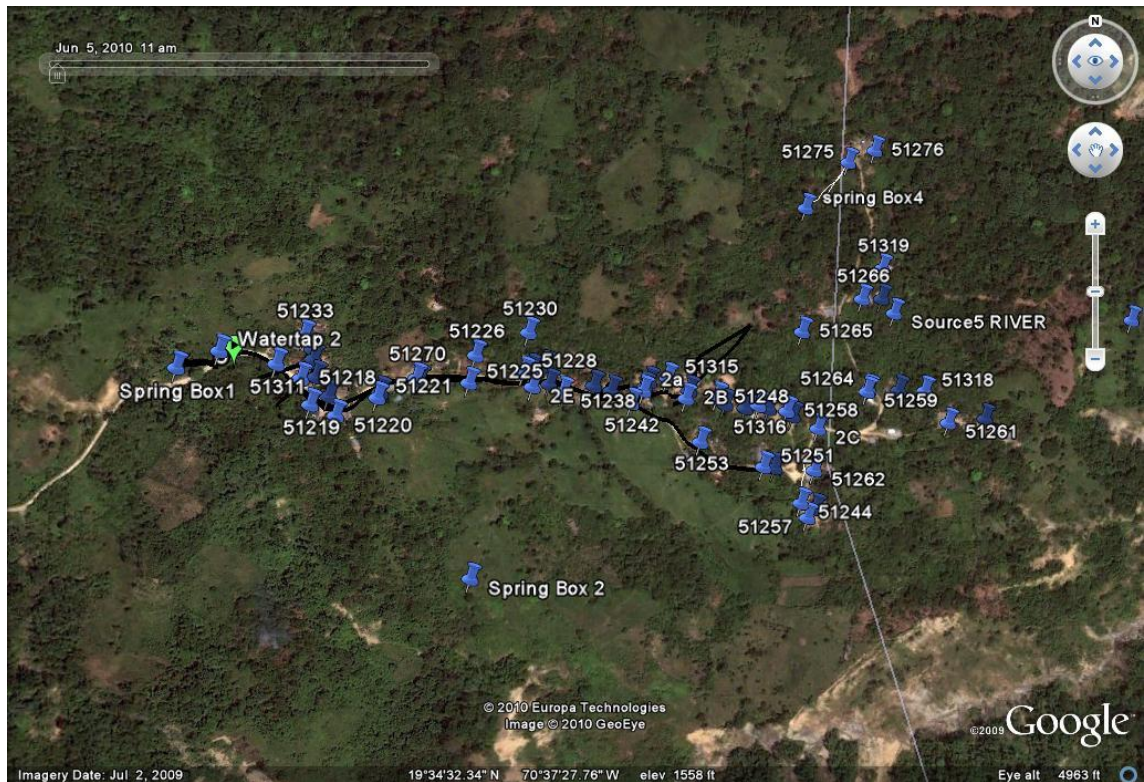 Jun 5, 2010 11 am
N
51275
51276
spring Box4
51319
51266
51233
51230
Source5 RIVER
Watertap 2
51226
51265
51270
51228
51315
Spring Box1
51311
51218
51221
51225
2E
51238
2a
2B
51248
51264
51318
51259
51219
51220
51242
51316
51258
2C
51261
51253
51251
51262
51257
51244
Spring Box 2
© 2010 Europa Technologies
Image © 2010 GeoEye
©2009 Google
Imagery Date: Jul 2, 2009
19°34'32.34" N 70°37'27.76" W elev 1558 ft
Eye alt 4963 ft